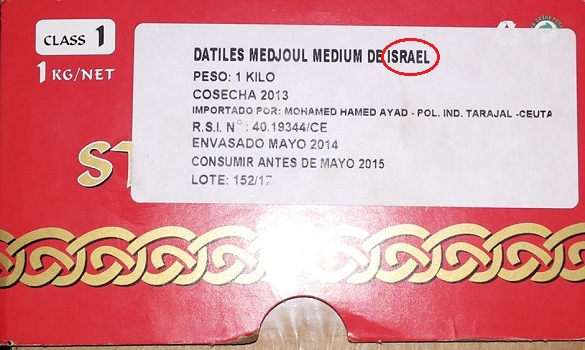 CLASS 1
1 KG/NET
DATILES MEDJOUL MEDIUM DE ISRAEL
PESO: 1 KILO
COSECHA 2013
IMPORTADO POR: MOHAMED HAMED AYAD - POL. IND. TARAJAL -CEUTA
R.S.I. N° : 40.19344/CE
ENVASADO MAYO 2014
CONSUMIR ANTES DE MAYO 2015
LOTE: 152/17
ST